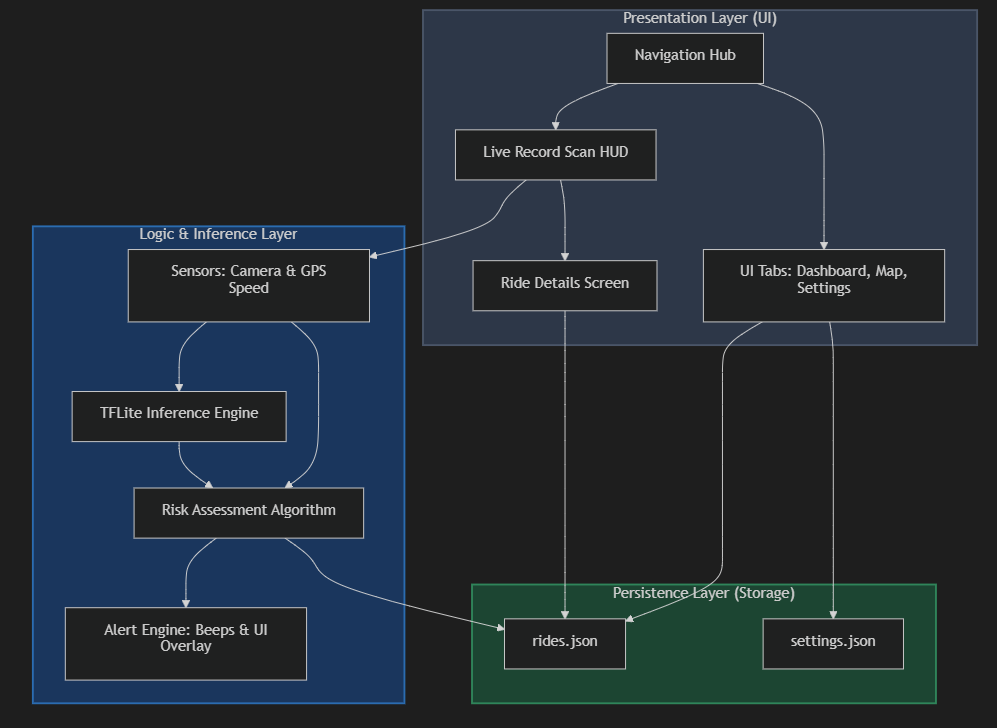 Presentation Layer (UI)
Navigation Hub
Live Record Scan HUD
Ride Details Screen
UI Tabs: Dashboard, Map,
Settings
Logic & Inference Layer
Sensors: Camera & GPS
Speed
TFLite Inference Engine
Risk Assessment Algorithm
Alert Engine: Beeps & UI
Overlay
Persistence Layer (Storage)
rides.json
settings.json